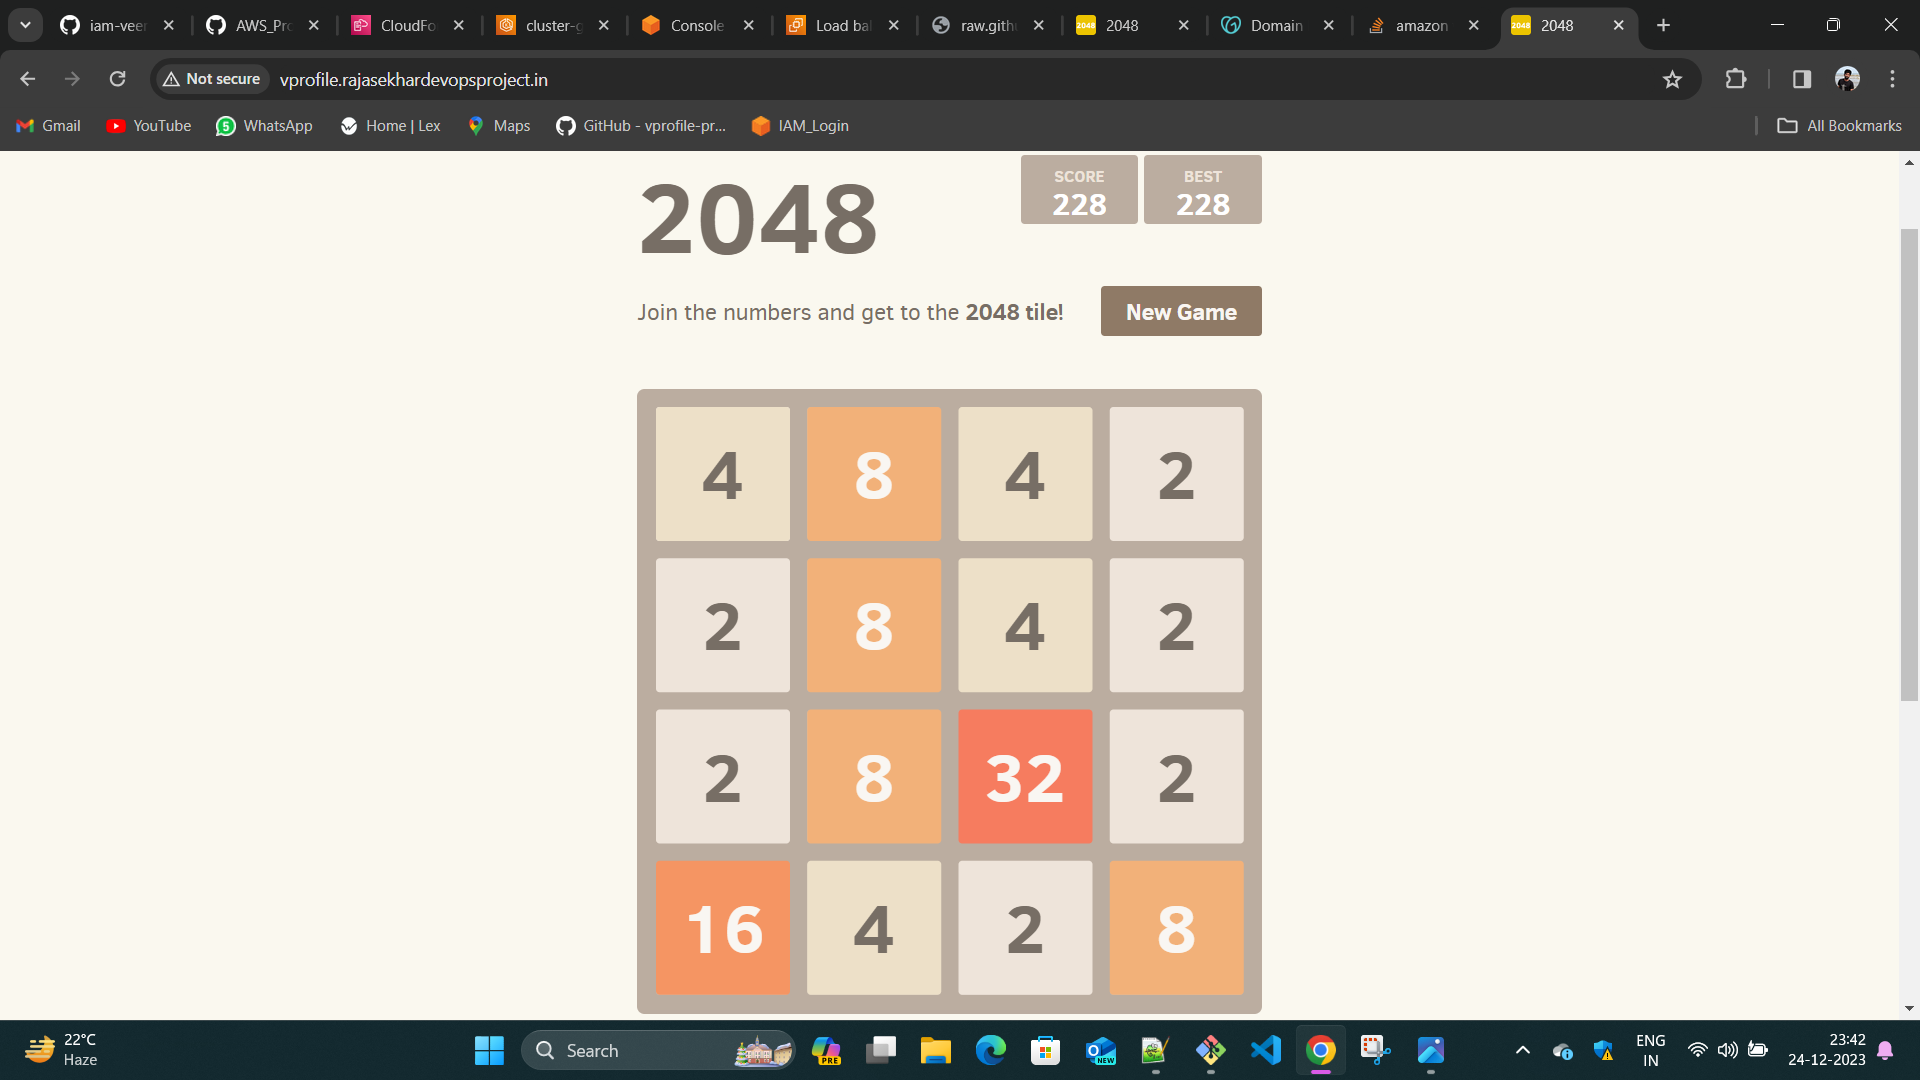 iam-veer
AWS_Pro
CloudFo
cluster-g
Console
Load bal
raw.githu
2048
Domain
amazon
2048
Not secure
vprofile.rajasekhardevopsproject.in
Gmail
YouTube
WhatsApp
Home | Lex
Maps
GitHub - vprofile-pr...
IAM_Login
All Bookmarks
2048
SCORE
228
BEST
228
Join the numbers and get to the 2048 tile!
New Game
4 8 4 2
2 8 4 2
2 8 32 2
16 4 2 8
22°C
Haze
Search
PRE
NEW
ENG
IN
23:42
24-12-2023